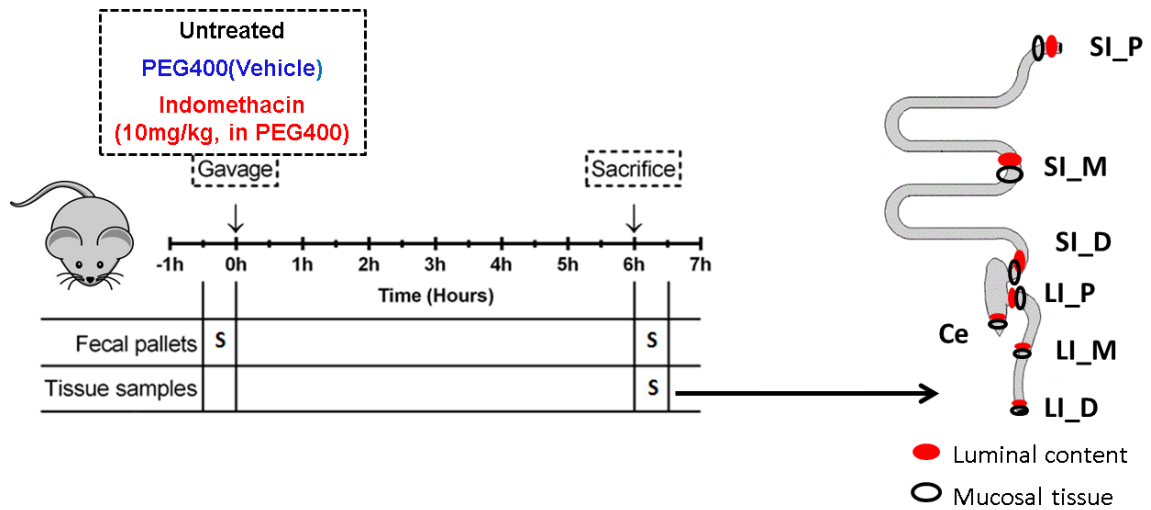 Untreated
PEG400(Vehicle)
Indomethacin
(10mg/kg, in PEG400)
Gavage
Sacrifice
-1h 0h 1h 2h 3h 4h 5h 6h 7h
Time (Hours)
Fecal pallets S S
Tissue samples S
SI_P
SI_M
SI_D
LI_P
Ce
LI_M
LI_D
Luminal content
Mucosal tissue